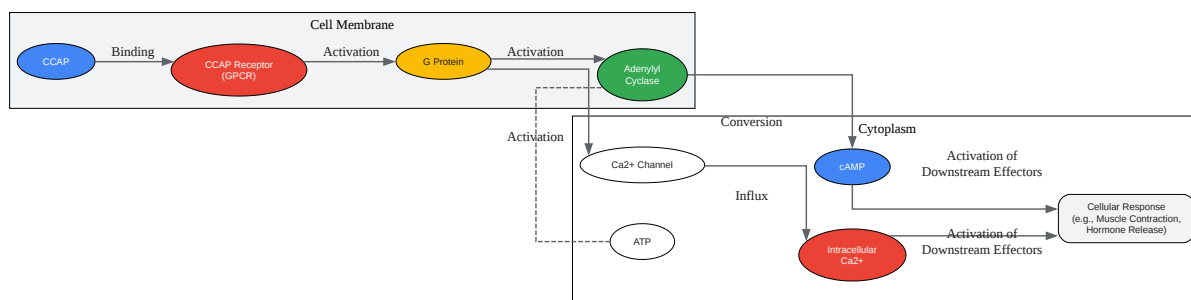 Cell Membrane
CCAP
Binding
CCAP Receptor
(GPCR)
Activation
G Protein
Activation
Adenylyl
Cyclase
Activation
Conversion
Cytoplasm
Ca2+ Channel
cAMP
Activation of
Downstream Effectors
Influx
Cellular Response
(e.g., Muscle Contraction,
Hormone Release)
ATP
Intracellular
Ca2+
Activation of
Downstream Effectors